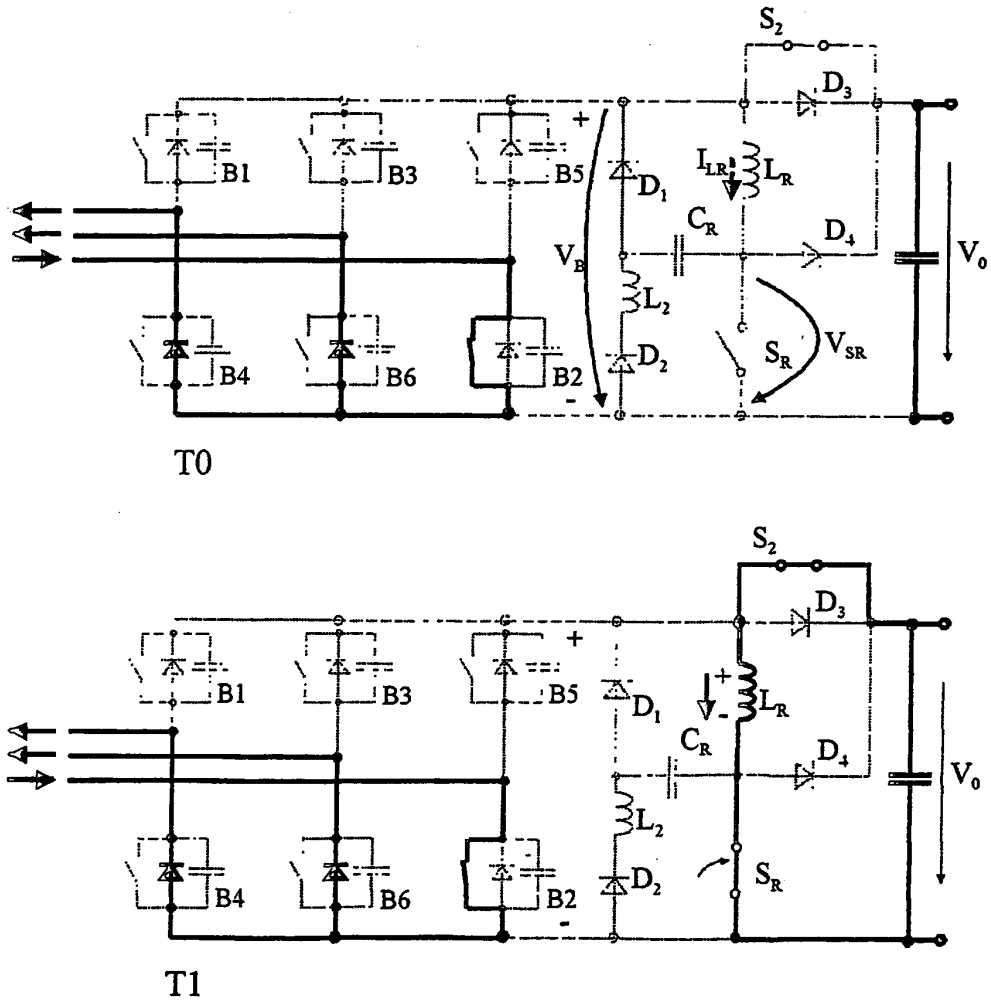 S2
D3
+
B1
B3
B5
D1
ILR
LR
CR
D4
VB
L2
V0
B4
B6
B2
D2
SR
VSR
-
T0
S2
D3
+
B1
B3
B5
D1
+
-
LR
CR
D4
L2
V0
B4
B6
B2
D2
SR
-
T1